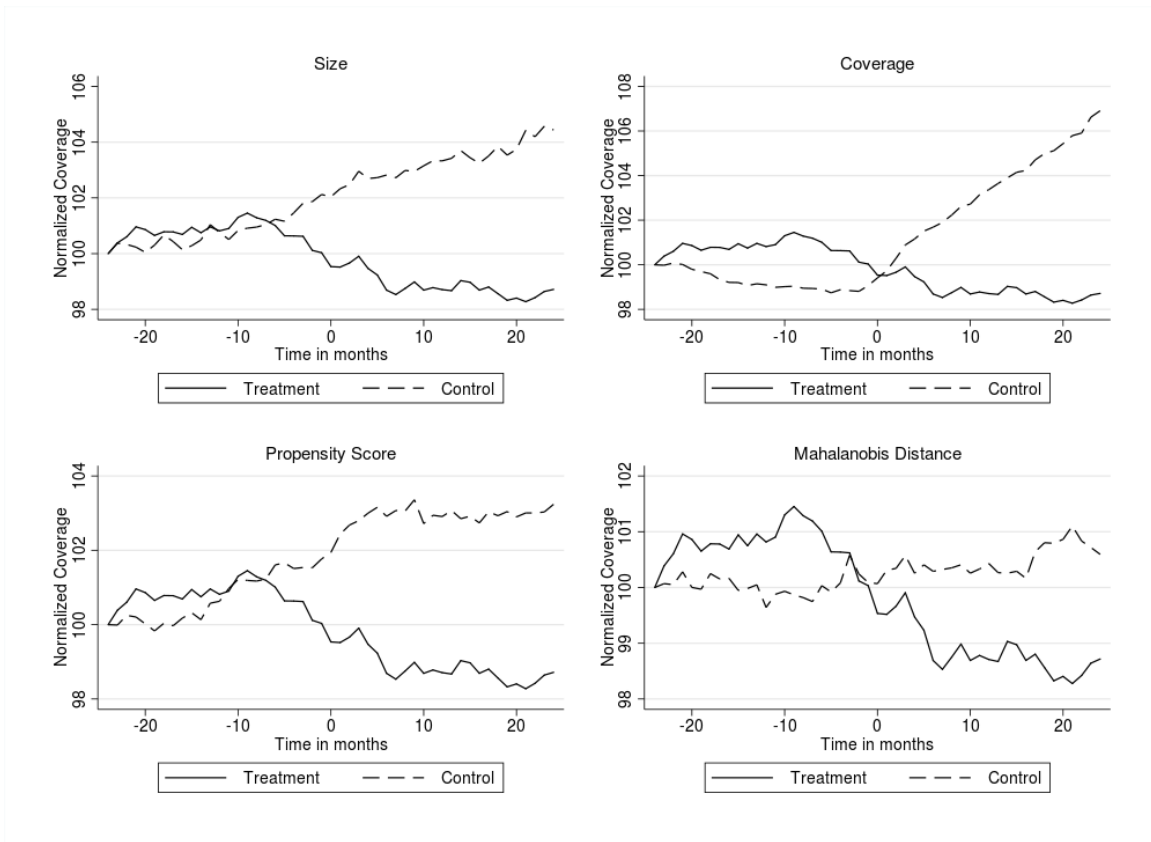 Size
Normalized Coverage
98 100 102 104 106
-20 -10 0 10 20
Time in months
Treatment Control
Coverage
Normalized Coverage
98 100 102 104 106 108
-20 -10 0 10 20
Time in months
Treatment Control
Propensity Score
Normalized Coverage
98 100 102 104
-20 -10 0 10 20
Time in months
Treatment Control
Mahalanobis Distance
Normalized Coverage
98 99 100 101 102
-20 -10 0 10 20
Time in months
Treatment Control